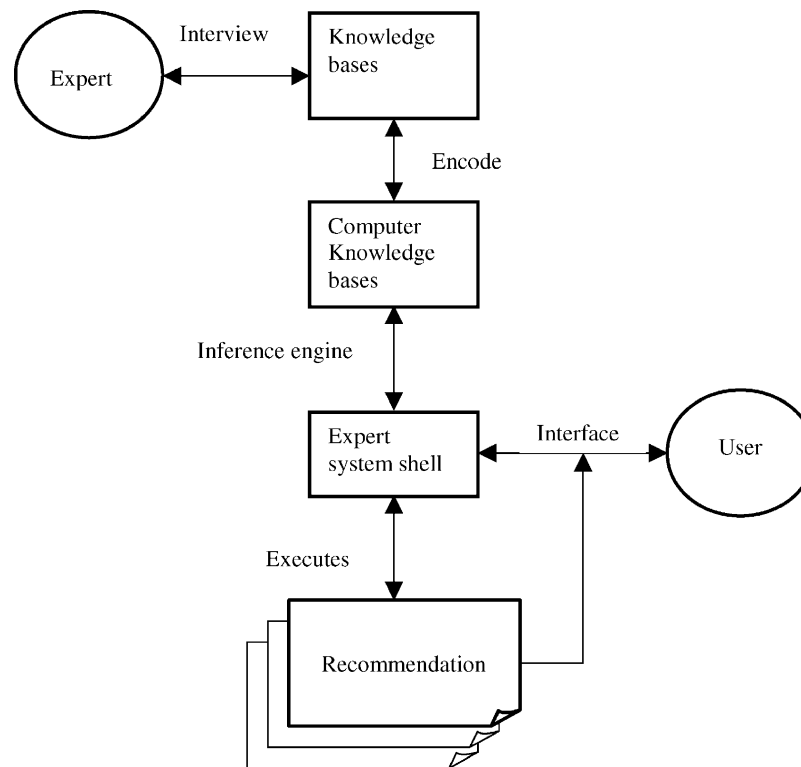 Interview
Expert
Knowledge
bases
Encode
Computer
Knowledge
bases
Inference engine
Expert
system shell
Interface
User
Executes
Recommendation